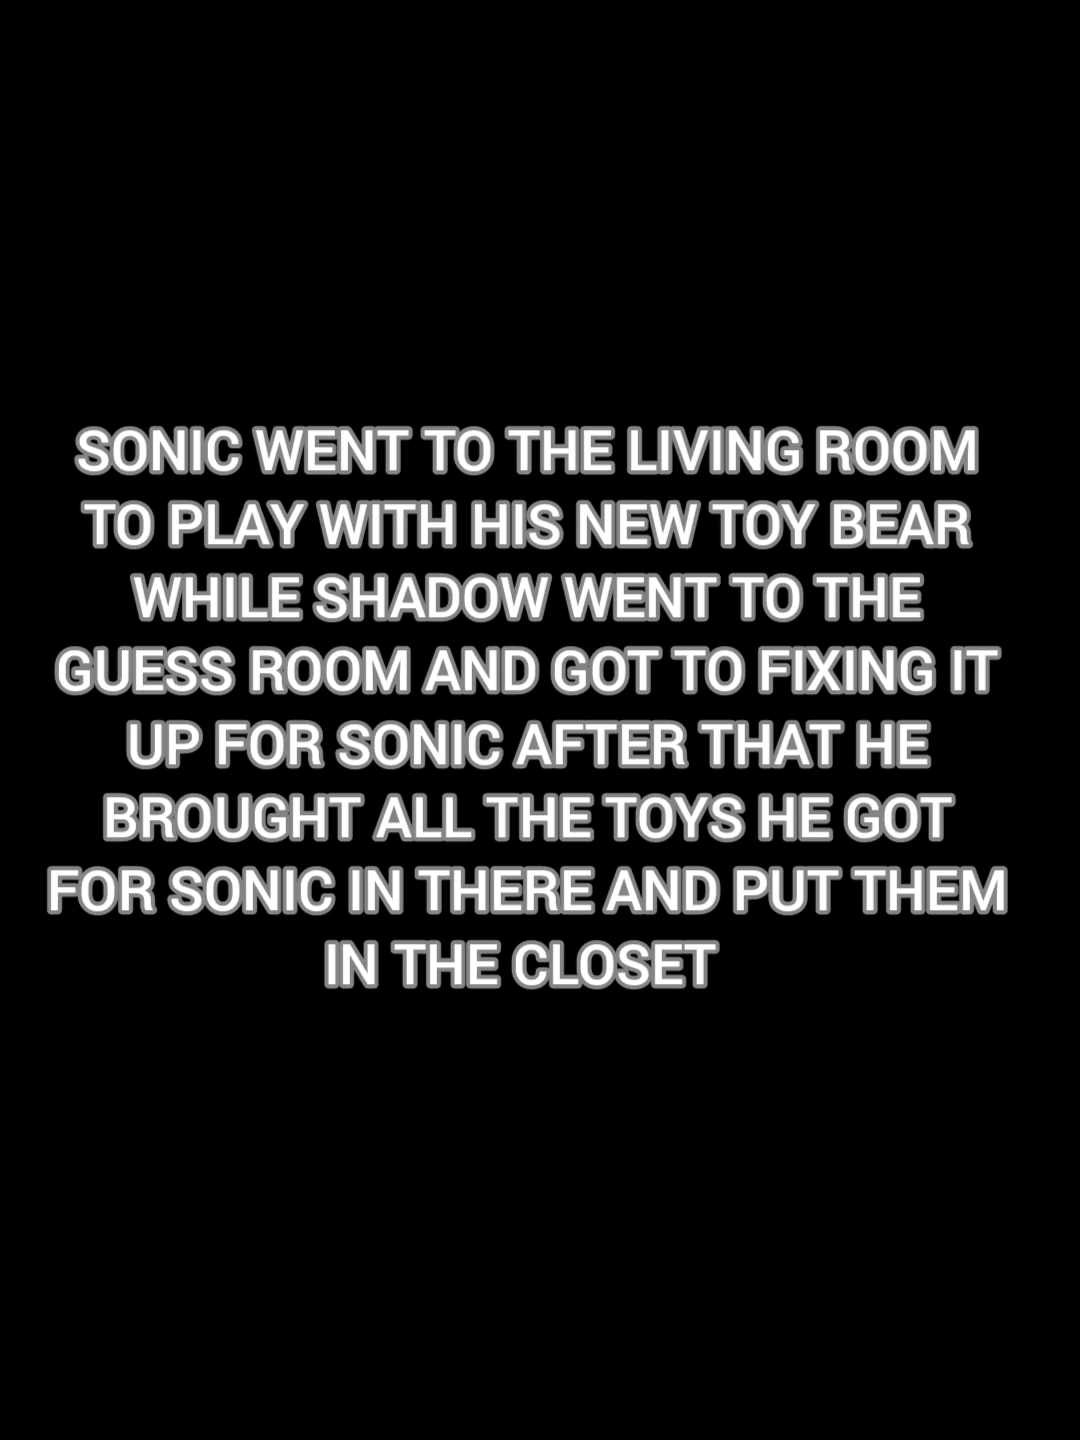 SONIC WENT TO THE LIVING ROOM
TO PLAY WITH HIS NEW TOY BEAR
WHILE SHADOW WENT TO THE
GUESS ROOM AND GOT TO FIXING IT
UP FOR SONIC AFTER THAT HE
BROUGHT ALL THE TOYS HE GOT
FOR SONIC IN THERE AND PUT THEM
IN THE CLOSET